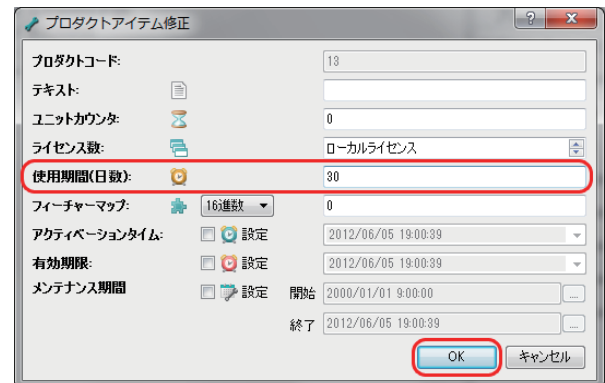 プロダクトアイテム修正
プロダクトコード: 13
テキスト:
ユニットカウンタ: 0
ライセンス数: ローカルライセンス
使用期間(日数): 30
フィーチャーマップ: 16進数 0
アクティベーションタイム: 設定 2012/06/05 19:00:39
有効期限: 設定 2012/06/05 19:00:39
メンテナンス期間 設定 開始 2000/01/01 9:00:00 ...
終了 2012/06/05 19:00:39 ...
OK キャンセル